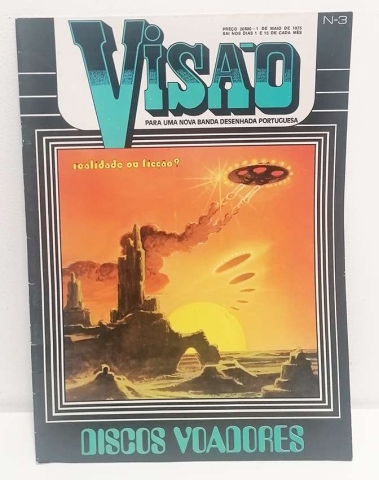 N-3
PREÇO 20$00 - 1 DE MAIO DE 1975
SAI NOS DIAS 1 E 15 DE CADA MÊS
VISÃO
PARA UMA NOVA BANDA DESENHADA PORTUGUESA
realidade ou ficção?
DISCOS VOADORES